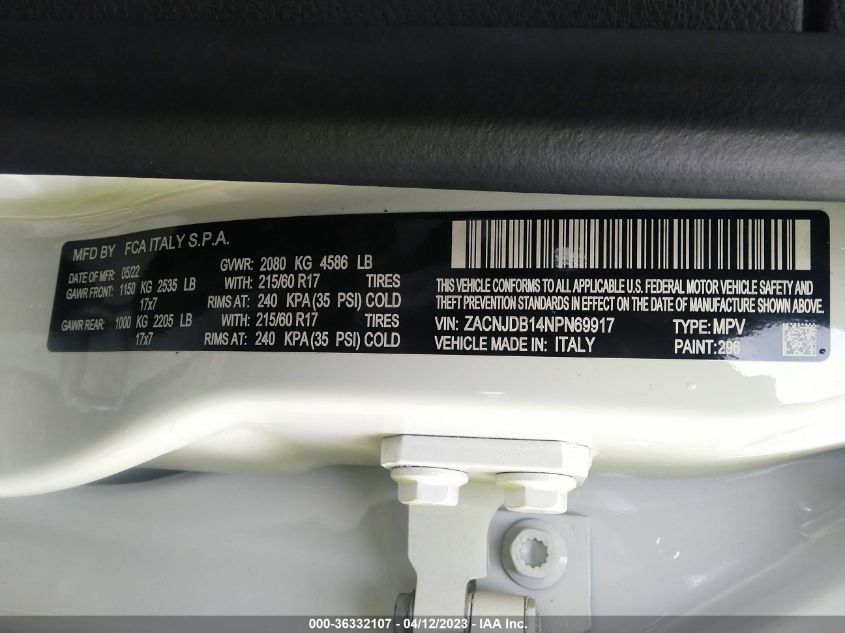 MFD BY FCA ITALY S.P.A.
DATE OF MFR: 05/22 GVWR: 2080 KG 4586 LB
GAWR FRONT: 1150 KG 2535 LB WITH: 215/60 R17 TIRES
17x7 RIMS AT: 240 KPA (35 PSI) COLD
GAWR REAR: 1000 KG 2205 LB WITH: 215/60 R17 TIRES
17x7 RIMS AT: 240 KPA (35 PSI) COLD
THIS VEHICLE CONFORMS TO ALL APPLICABLE U.S. FEDERAL MOTOR VEHICLE SAFETY AND
THEFT PREVENTION STANDARDS IN EFFECT ON THE DATE OF MANUFACTURE SHOWN ABOVE.
VIN: ZACNJDB14NPN69917 TYPE: MPV
VEHICLE MADE IN: ITALY PAINT: 296
000-36332107 - 04/12/2023 - IAA Inc.